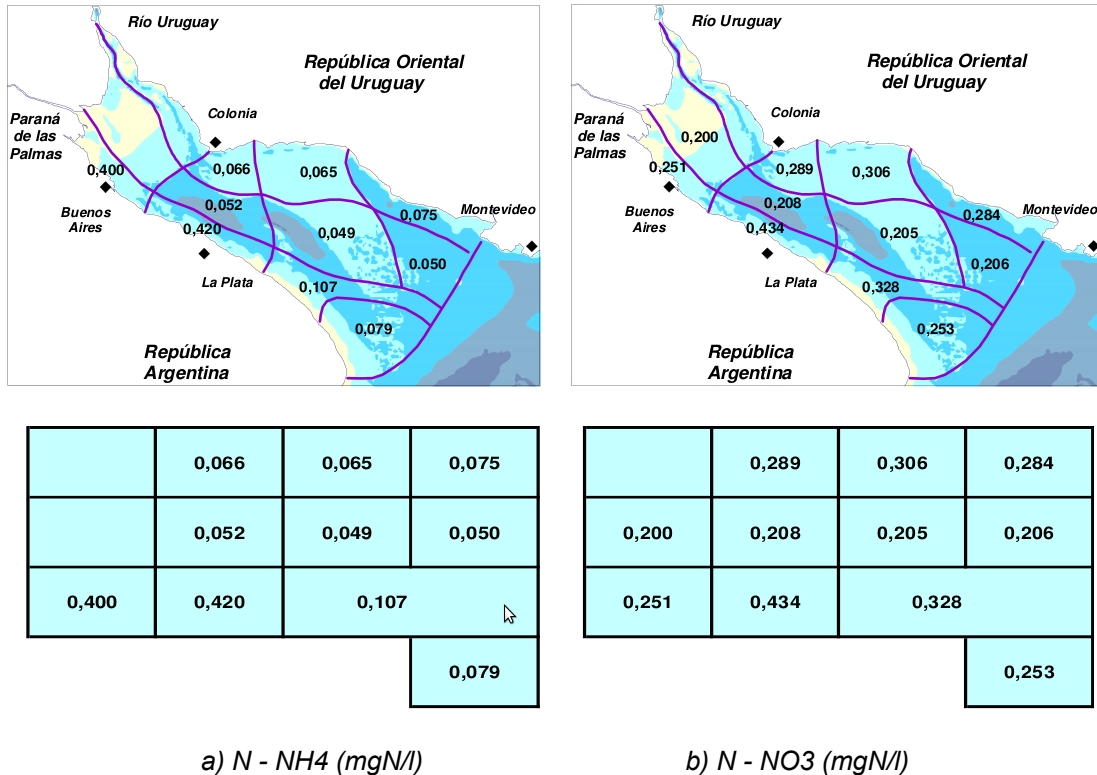 Río Uruguay
República Oriental
del Uruguay
Paraná
de las
Palmas
Colonia
0,400
0,066
0,065
0,052
0,075
Montevideo
Buenos
Aires
0,420
0,049
0,050
La Plata
0,107
0,079
República
Argentina
Río Uruguay
República Oriental
del Uruguay
Paraná
de las
Palmas
Colonia
0,200
0,251
0,289
0,306
0,208
0,284
Montevideo
Buenos
Aires
0,434
0,205
0,206
La Plata
0,328
0,253
República
Argentina
0,066 0,065 0,075
0,052 0,049 0,050
0,400 0,420 0,107
0,079
0,289 0,306 0,284
0,200 0,208 0,205 0,206
0,251 0,434 0,328
0,253
a) N - NH4 (mgN/l)
b) N - NO3 (mgN/l)